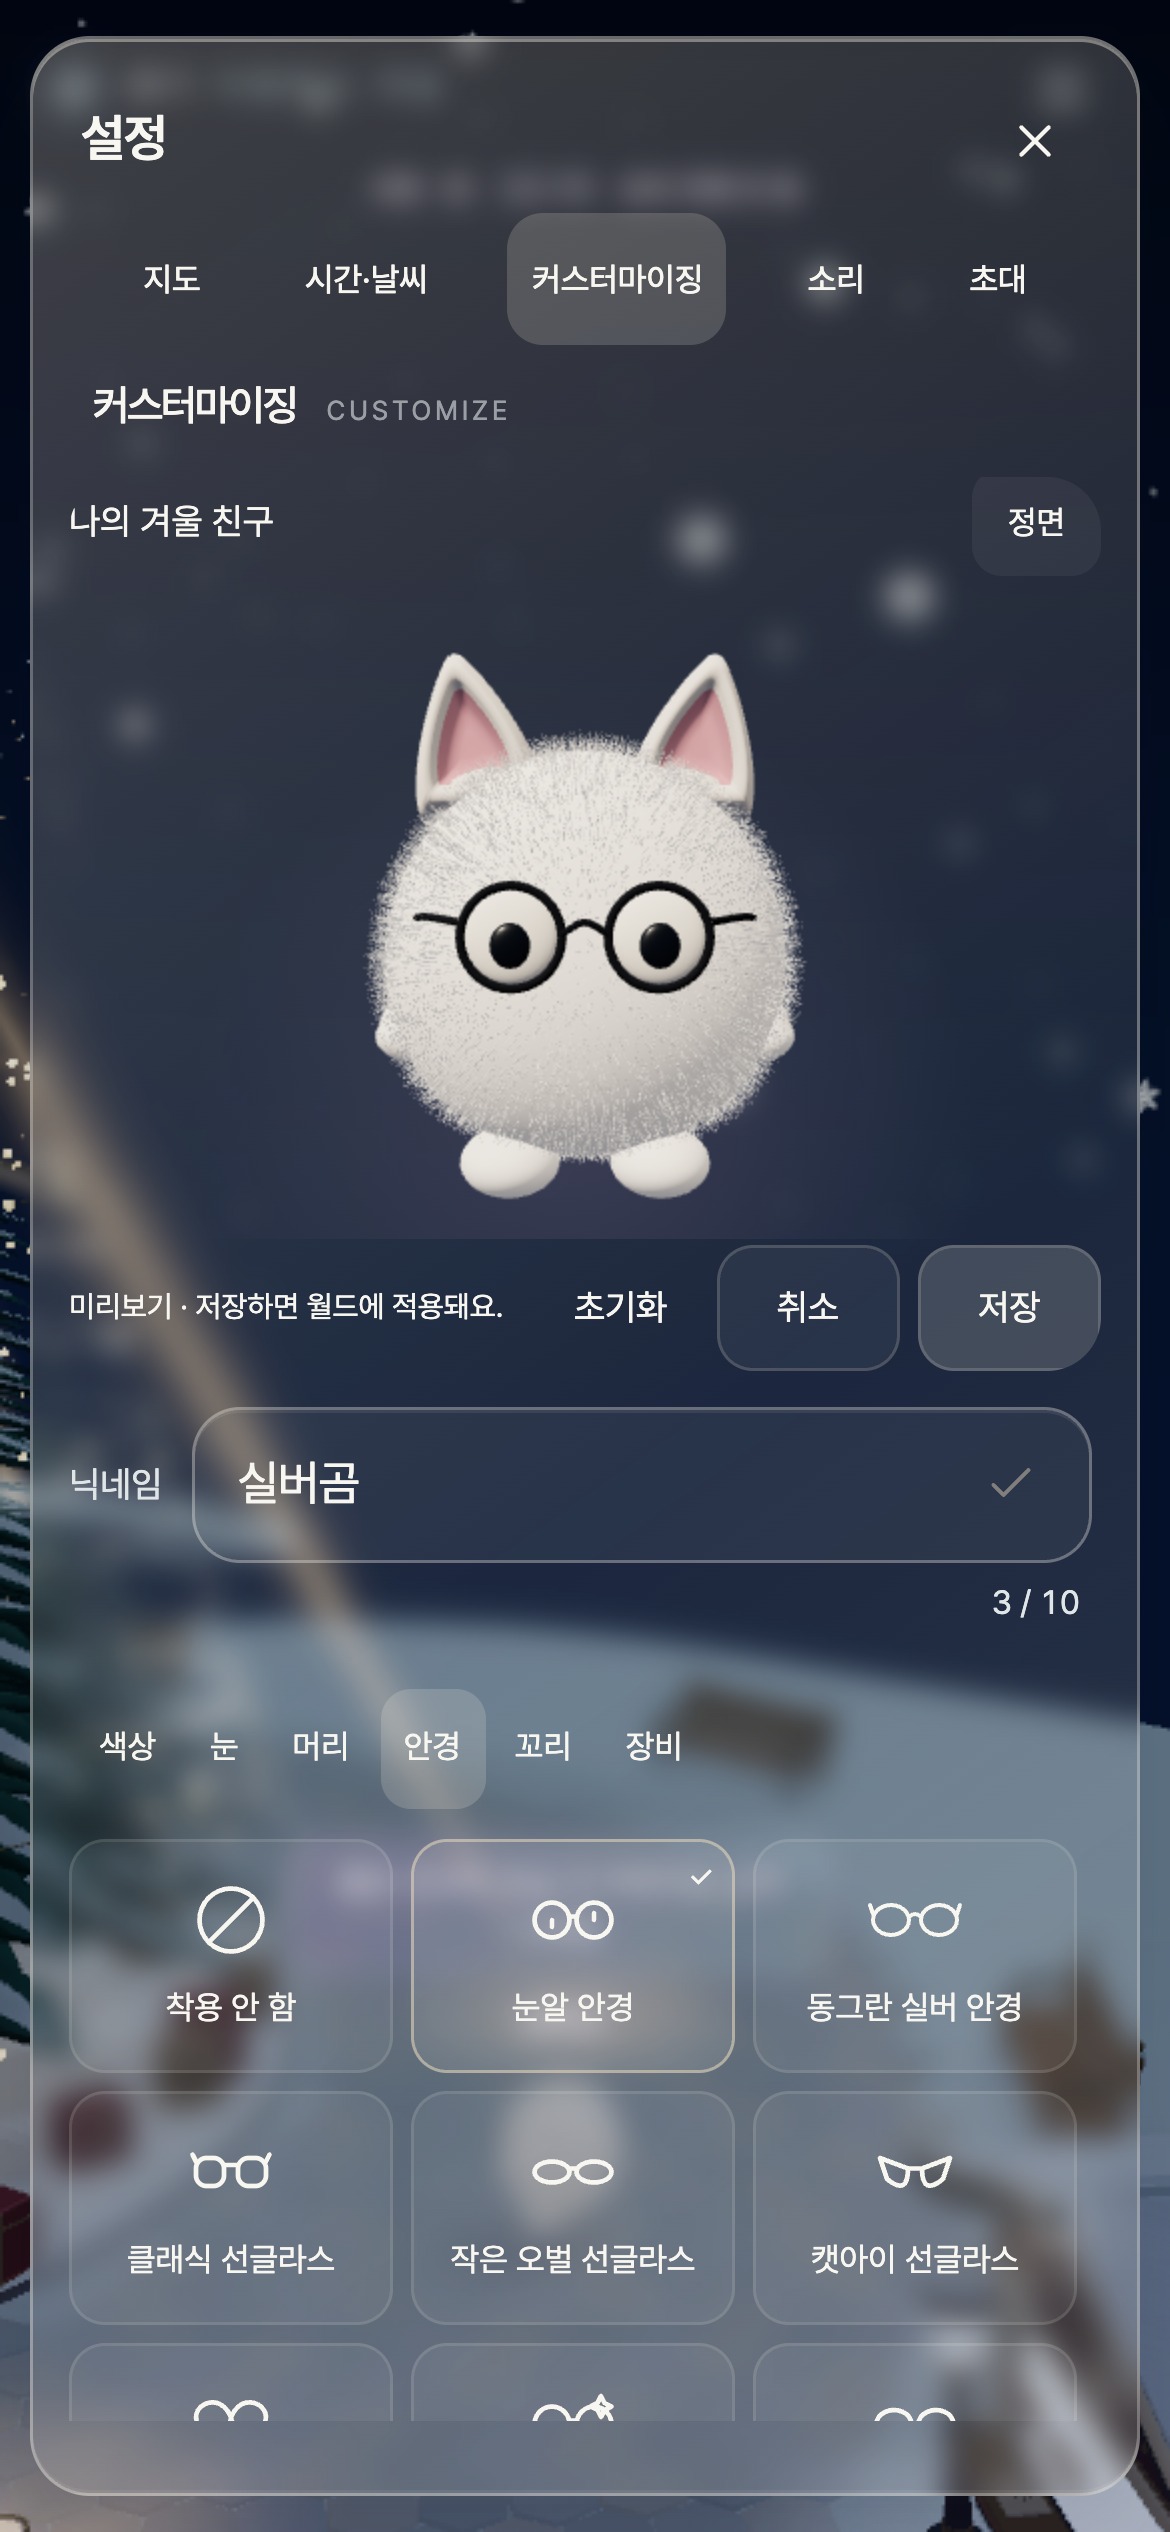 설정
지도 시간·날씨 커스터마이징 소리 초대
커스터마이징 CUSTOMIZE
나의 겨울 친구 정면
미리보기 · 저장하면 월드에 적용돼요. 초기화 취소 저장
닉네임 실버곰
3 / 10
색상 눈 머리 안경 꼬리 장비
착용 안 함 눈알 안경 동그란 실버 안경
클래식 선글라스 작은 오벌 선글라스 캣아이 선글라스